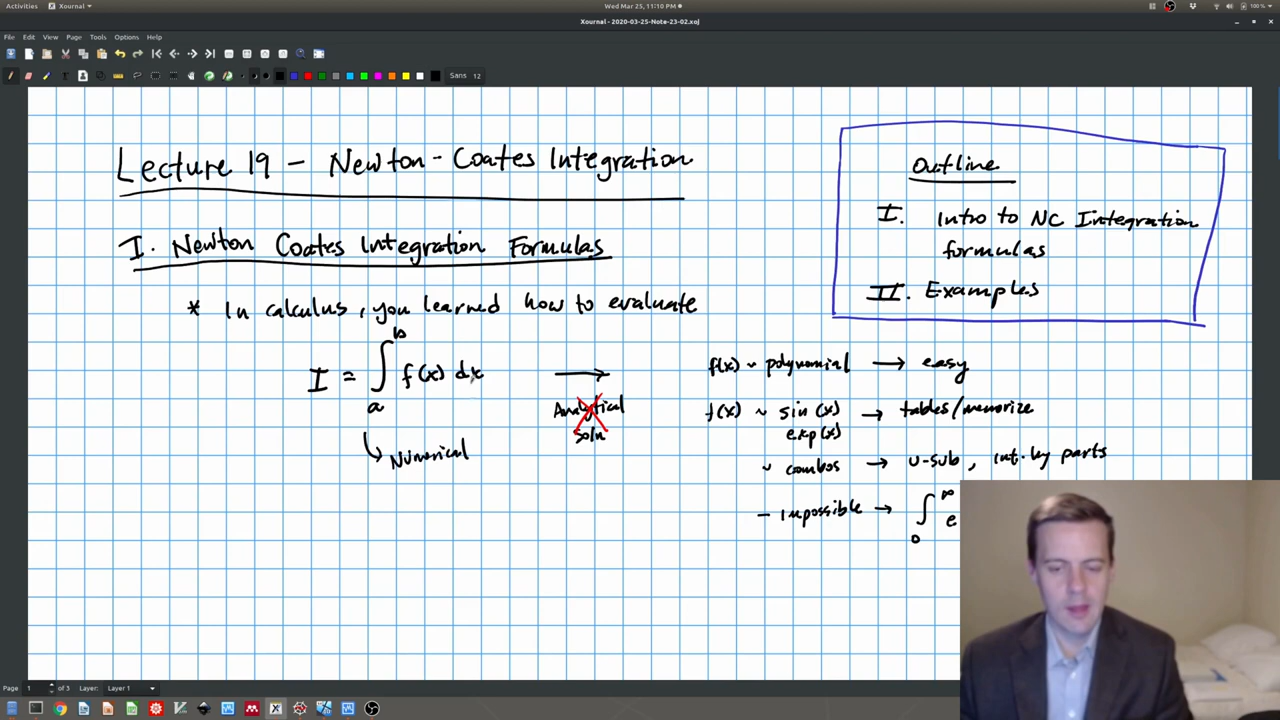 Activities Xournal Wed Mar 25, 11:10 PM 100 %
Xournal - 2020-03-25-Note-23-02.xoj
File Edit View Page Tools Options Help
Sans 12
Lecture 19 - Newton-Coates Integration
I. Newton Coates Integration Formulas
* In calculus, you learned how to evaluate
I = ∫ₐᵇ f(x) dx →
Analytical
Soln
Numerical
Outline
I. Intro to NC Integration
formulas
II. Examples
f(x) ~ polynomial → easy
f(x) ~ sin(x) → tables/memorize
exp(x)
~ combos → u-sub, int. by parts
- Impossible → ∫₀^∞ e
Page 1 of 3 Layer: Layer 1